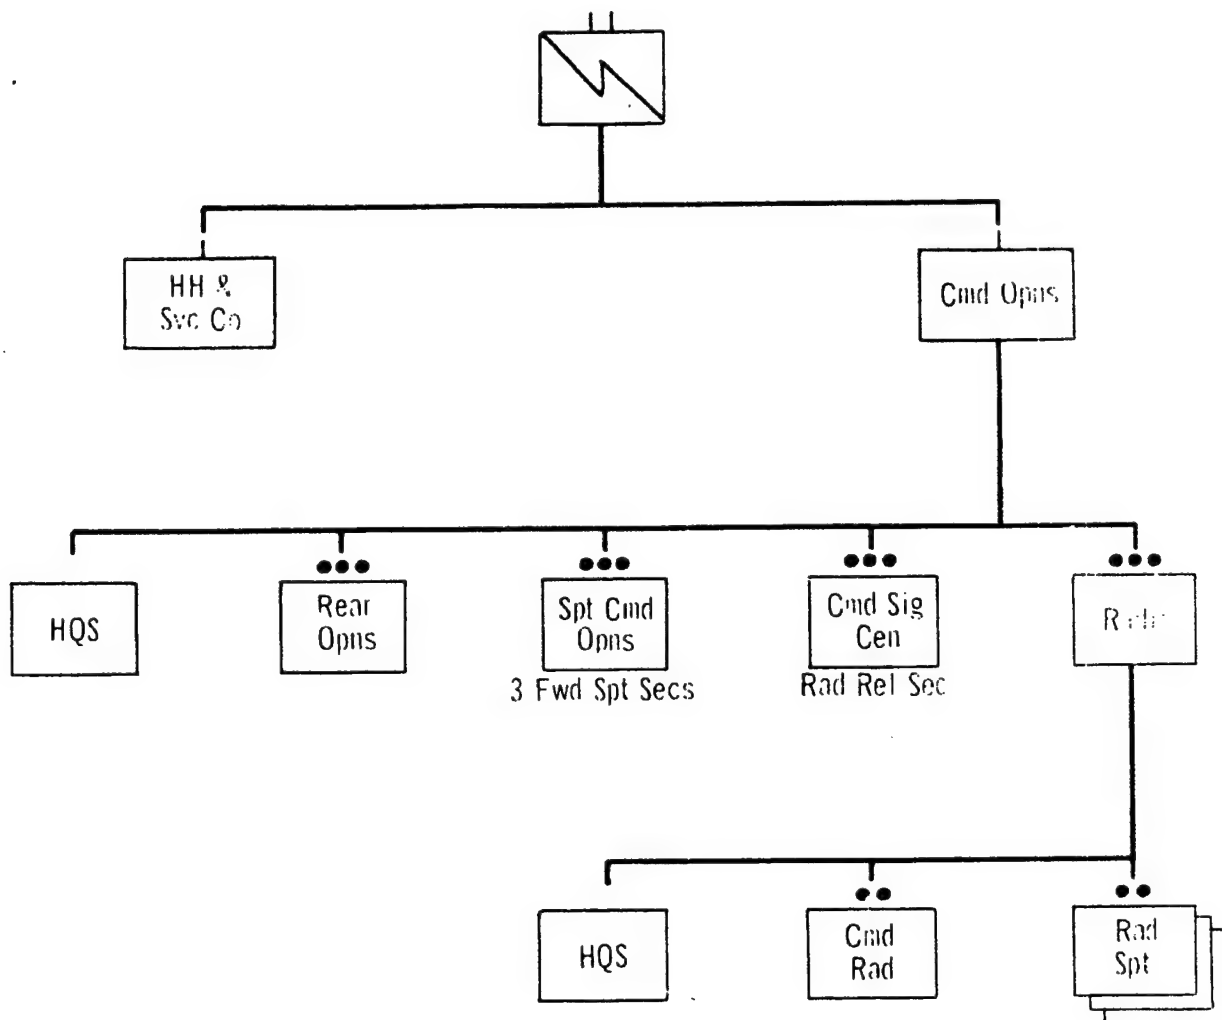 HH &
Svc Co
Cmd Opns
HQS
Rear
Opns
Spt Cmd
Opns
3 Fwd Spt Secs
Cmd Sig
Cen
Rad Rel Sec
HQS
Cmd
Rad
Rad
Spt